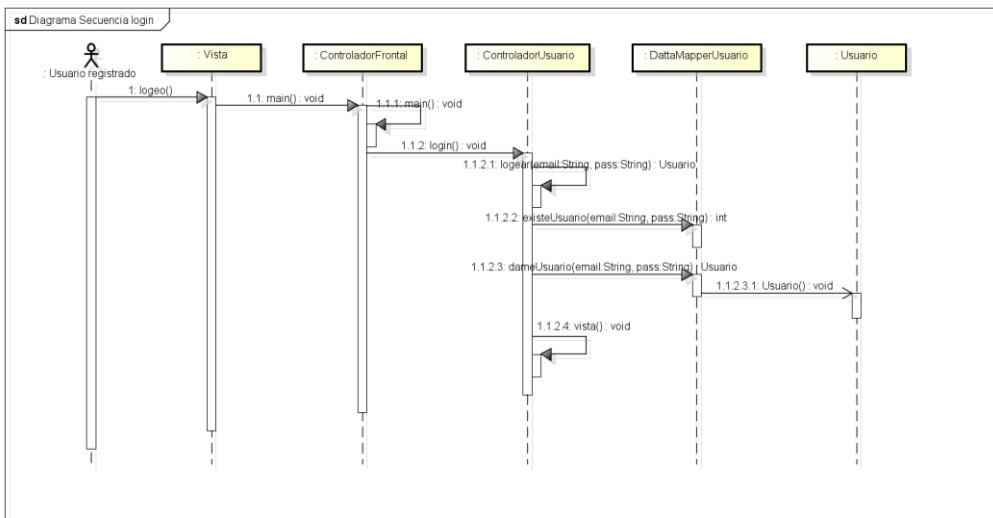 sd Diagrama Secuencia login
: Usuario registrado
: Vista
: ControladorFrontal
: ControladorUsuario
: DattaMapperUsuario
: Usuario
1: logeo()
1.1: main() : void
1.1.1: main() : void
1.1.2: login() : void
1.1.2.1: logear(email:String, pass:String) : Usuario
1.1.2.2: existeUsuario(email:String, pass:String) : int
1.1.2.3: dameUsuario(email:String, pass:String) : Usuario
1.1.2.3.1: Usuario() : void
1.1.2.4: vista() : void